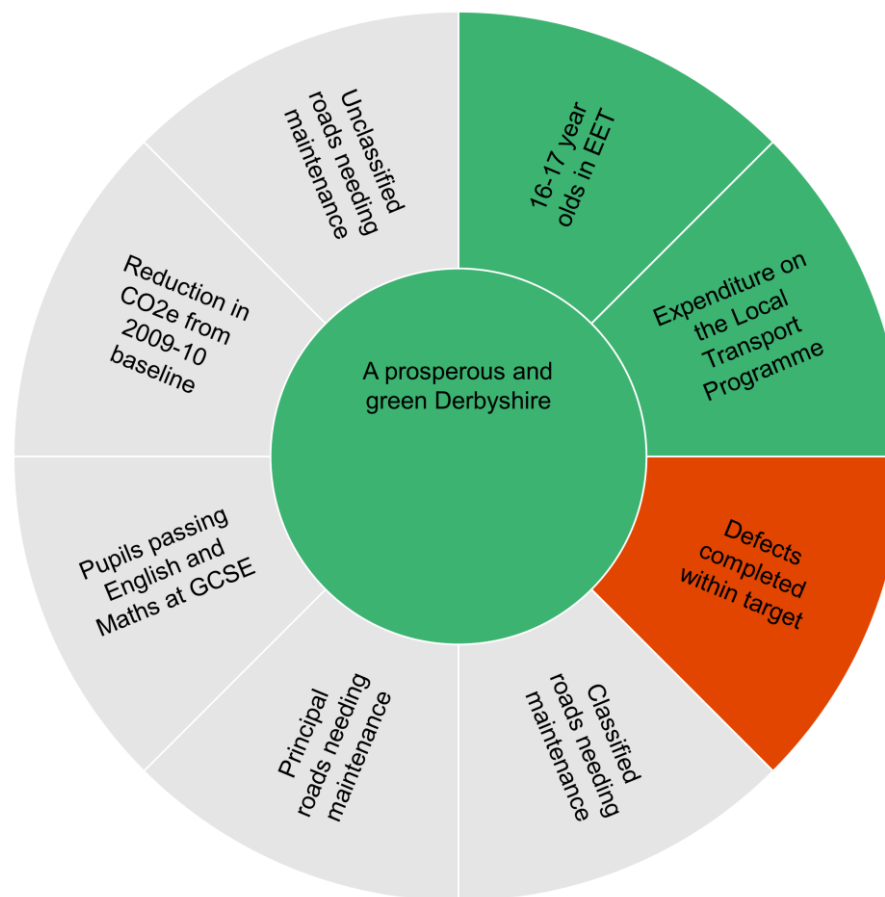 A prosperous and
green Derbyshire
16-17 year
olds in EET
Expenditure on
the Local
Transport
Programme
Defects
completed
within target
Classified
roads needing
maintenance
Principal
roads needing
maintenance
Pupils passing
English and
Maths at GCSE
Reduction in
CO2e from
2009-10
baseline
Unclassified
roads needing
maintenance